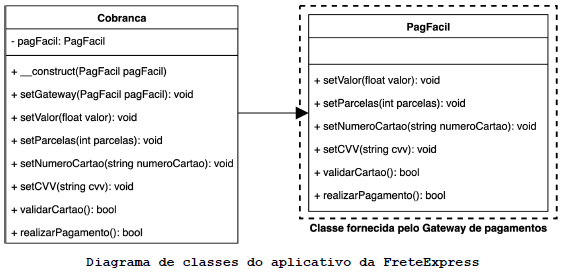 Cobranca
- pagFacil: PagFacil
+ __construct(PagFacil pagFacil)
+ setGateway(PagFacil pagFacil): void
+ setValor(float valor): void
+ setParcelas(int parcelas): void
+ setNumeroCartao(string numeroCartao): void
+ setCVV(string cvv): void
+ validarCartao(): bool
+ realizarPagamento(): bool
PagFacil
+ setValor(float valor): void
+ setParcelas(int parcelas): void
+ setNumeroCartao(string numeroCartao): void
+ setCVV(string cvv): void
+ validarCartao(): bool
+ realizarPagamento(): bool
Classe fornecida pelo Gateway de pagamentos
Diagrama de classes do aplicativo da FreteExpress